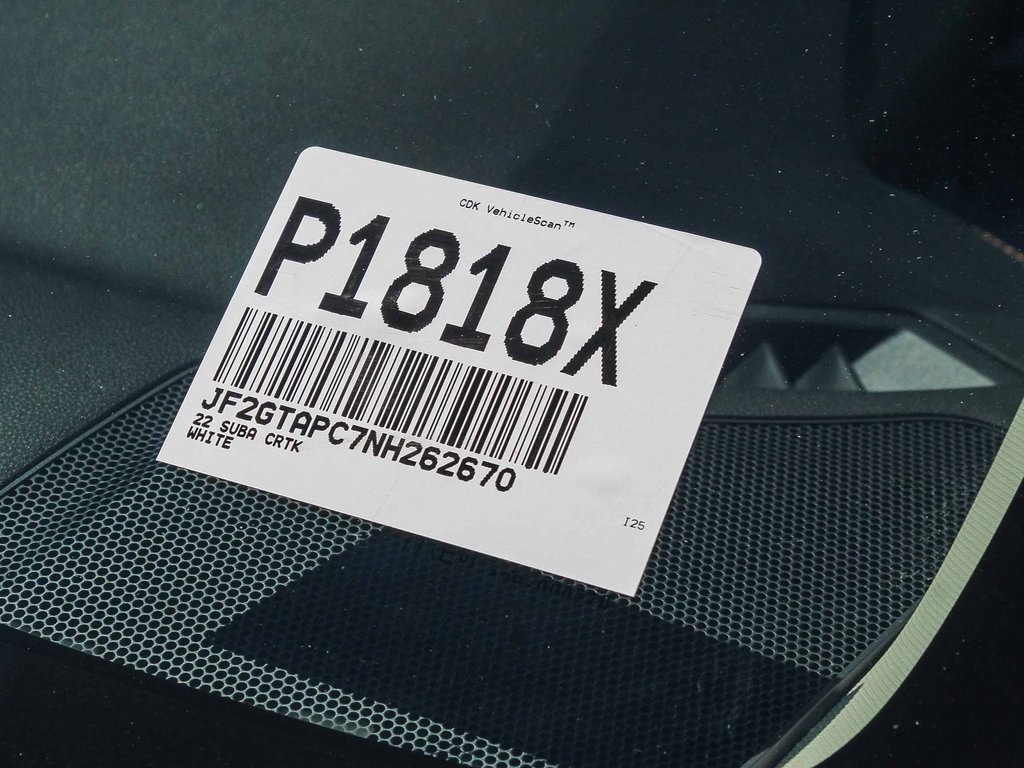 CDK VehicleScan™
P1818X
JF2GTAPC7NH262670
22 SUBA CRTK
WHITE
I25